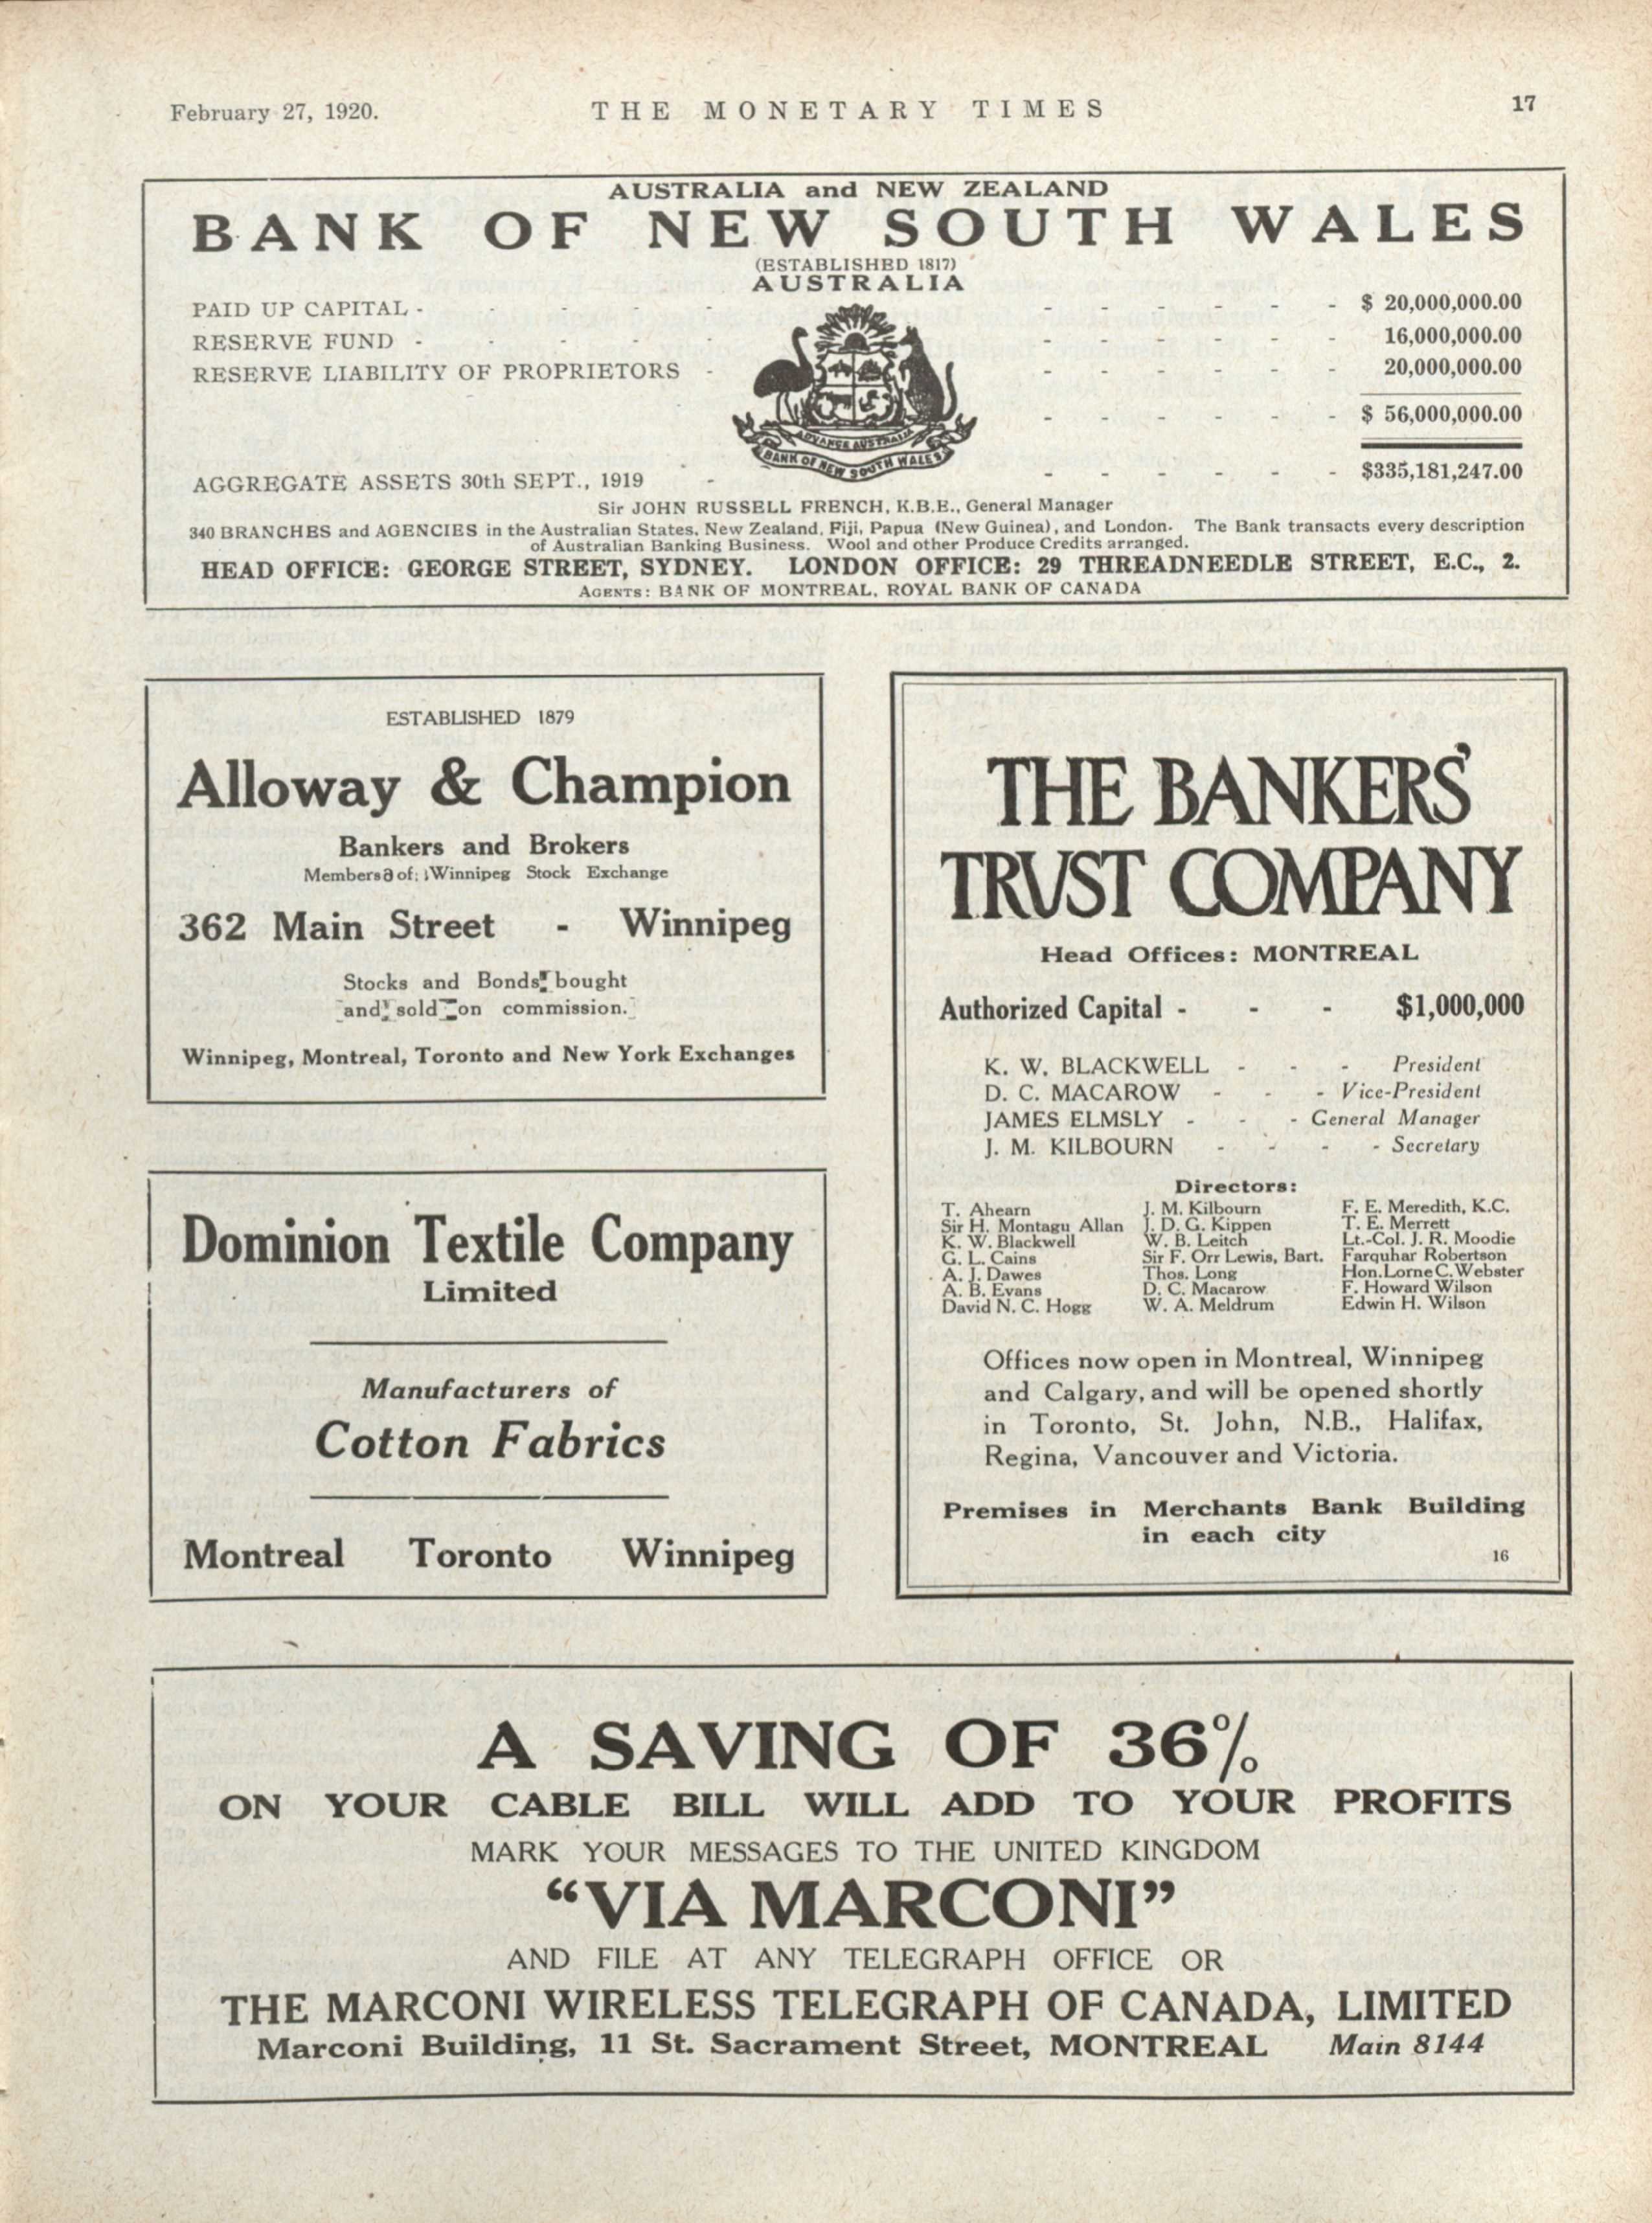 February 27, 1920. THE MONETARY TIMES 17
AUSTRALIA and NEW ZEALAND
BANK OF NEW SOUTH WALES
(ESTABLISHED 1817)
AUSTRALIA
PAID UP CAPITAL - - - - - - - - - - - - $ 20,000,000.00
RESERVE FUND - - - - - - - - - - - - 16,000,000.00
RESERVE LIABILITY OF PROPRIETORS - - - - - - - 20,000,000.00
- - - - - - $ 56,000,000.00
ADVANCE AUSTRALIA
BANK OF NEW SOUTH WALES
AGGREGATE ASSETS 30th SEPT., 1919 - - - - - - - $335,181,247.00
Sir JOHN RUSSELL FRENCH, K.B.E., General Manager
340 BRANCHES and AGENCIES in the Australian States, New Zealand, Fiji, Papua (New Guinea), and London. The Bank transacts every description
of Australian Banking Business. Wool and other Produce Credits arranged.
HEAD OFFICE: GEORGE STREET, SYDNEY. LONDON OFFICE: 29 THREADNEEDLE STREET, E.C., 2.
AGENTS: BANK OF MONTREAL, ROYAL BANK OF CANADA
ESTABLISHED 1879
Alloway & Champion
Bankers and Brokers
Members of Winnipeg Stock Exchange
362 Main Street - Winnipeg
Stocks and Bonds bought
and sold on commission.
Winnipeg, Montreal, Toronto and New York Exchanges
Dominion Textile Company
Limited
Manufacturers of
Cotton Fabrics
Montreal Toronto Winnipeg
THE BANKERS'
TRVST COMPANY
Head Offices: MONTREAL
Authorized Capital - - - $1,000,000
K. W. BLACKWELL - - - President
D. C. MACAROW - - - Vice-President
JAMES ELMSLY - - - General Manager
J. M. KILBOURN - - - - Secretary
Directors:
T. Ahearn J. M. Kilbourn F. E. Meredith, K.C.
Sir H. Montagu Allan J. D. G. Kippen T. E. Merrett
K. W. Blackwell W. B. Leitch Lt.-Col. J. R. Moodie
G. L. Cains Sir F. Orr Lewis, Bart. Farquhar Robertson
A. J. Dawes Thos. Long Hon. Lorne C. Webster
A. B. Evans D. C. Macarow F. Howard Wilson
David N. C. Hogg W. A. Meldrum Edwin H. Wilson
Offices now open in Montreal, Winnipeg
and Calgary, and will be opened shortly
in Toronto, St. John, N.B., Halifax,
Regina, Vancouver and Victoria.
Premises in Merchants Bank Building
in each city
16
A SAVING OF 36%
ON YOUR CABLE BILL WILL ADD TO YOUR PROFITS
MARK YOUR MESSAGES TO THE UNITED KINGDOM
"VIA MARCONI"
AND FILE AT ANY TELEGRAPH OFFICE OR
THE MARCONI WIRELESS TELEGRAPH OF CANADA, LIMITED
Marconi Building, 11 St. Sacrament Street, MONTREAL Main 8144